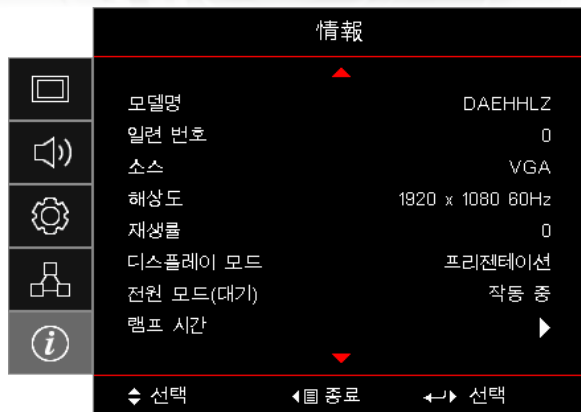 情報
모델명 DAEHHLZ
일련 번호 0
소스 VGA
해상도 1920 x 1080 60Hz
재생률 0
디스플레이 모드 프리젠테이션
전원 모드(대기) 작동 중
램프 시간
선택 종료 선택